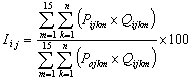 I_{ij} = \frac{\sum_{m=1}^{15} \sum_{k=1}^{n} (P_{ijkm} \times Q_{ijkm})}{\sum_{m=1}^{15} \sum_{k=1}^{n} (P_{ojkm} \times Q_{ijkm})} \times 100